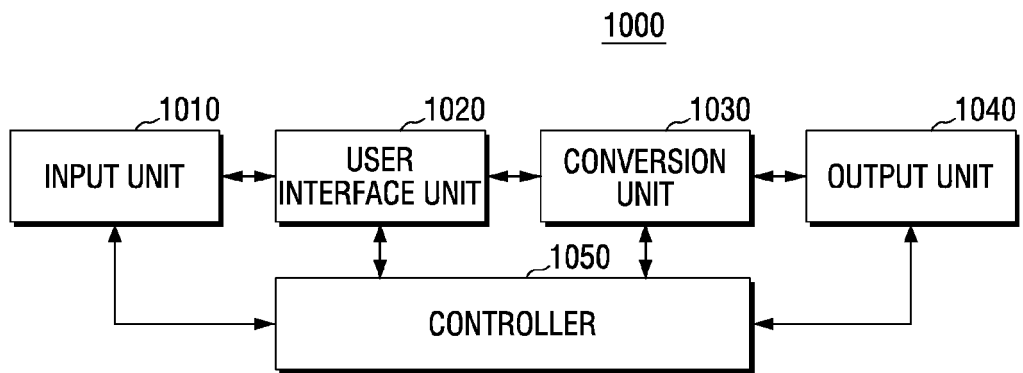 1000
1010
INPUT UNIT
1020
USER
INTERFACE UNIT
1030
CONVERSION
UNIT
1040
OUTPUT UNIT
1050
CONTROLLER